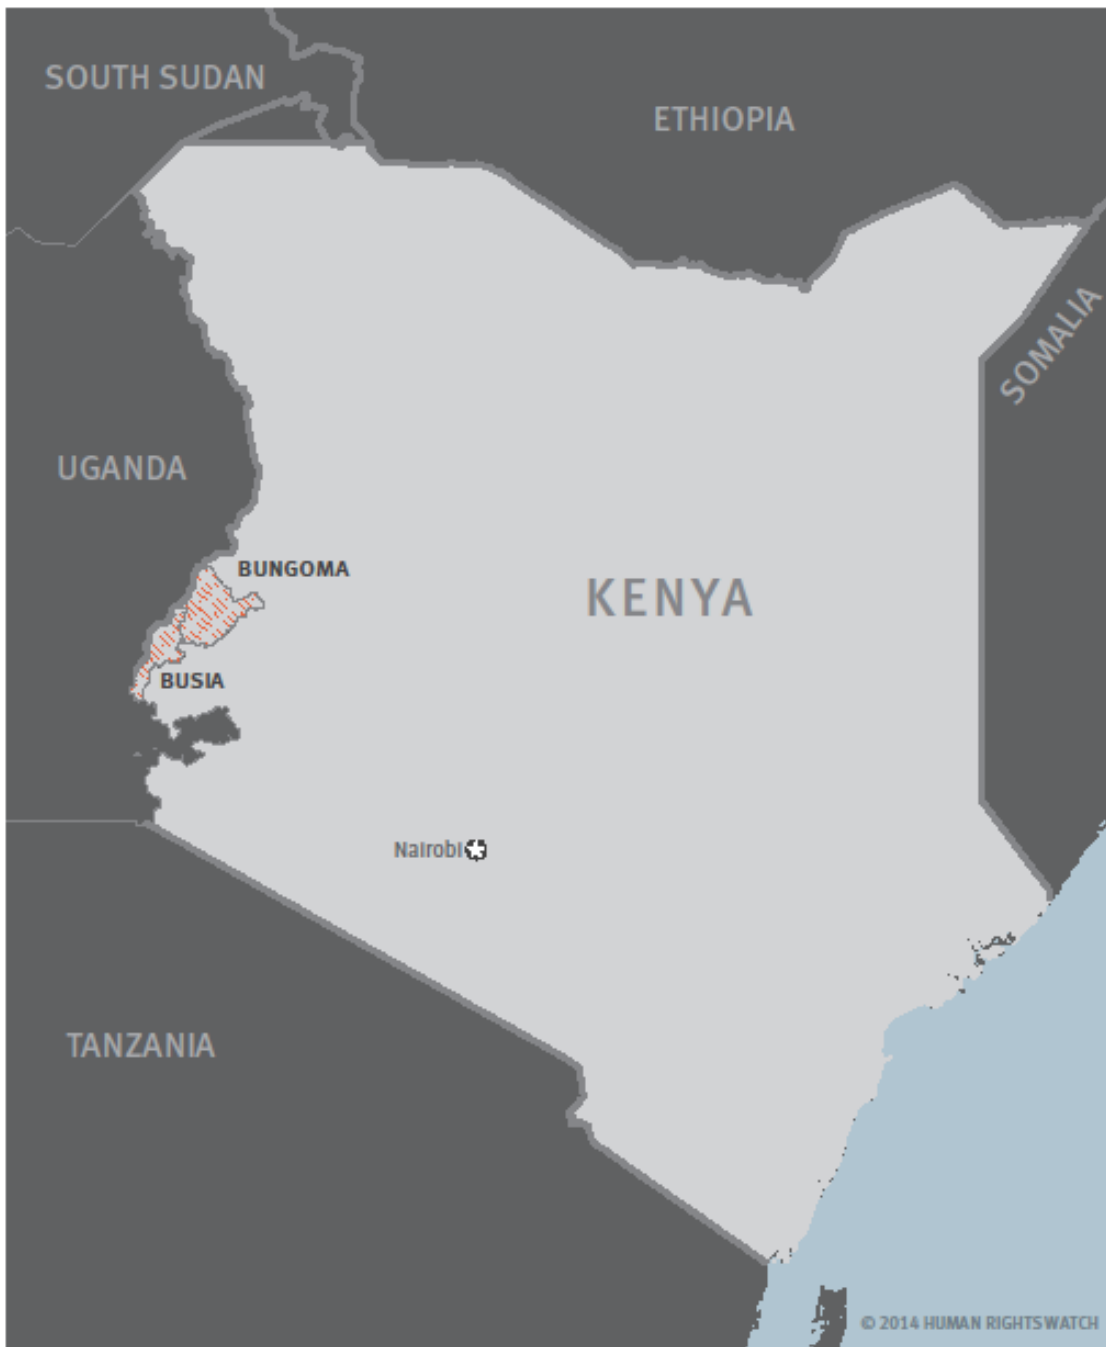 SOUTH SUDAN
ETHIOPIA
SOMALIA
UGANDA
BUNGOMA
KENYA
BUSIA
Nairobi
TANZANIA
© 2014 HUMAN RIGHTS WATCH